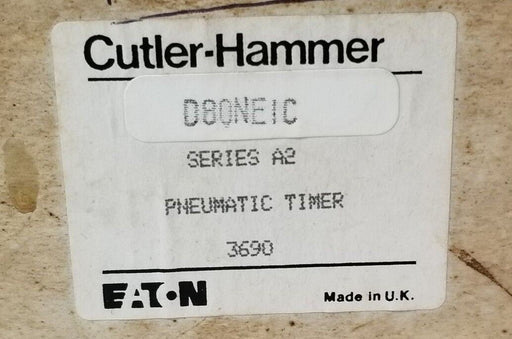 Cutler-Hammer
D80NE1C
SERIES A2
PNEUMATIC TIMER
3690
EATON
Made in U.K.